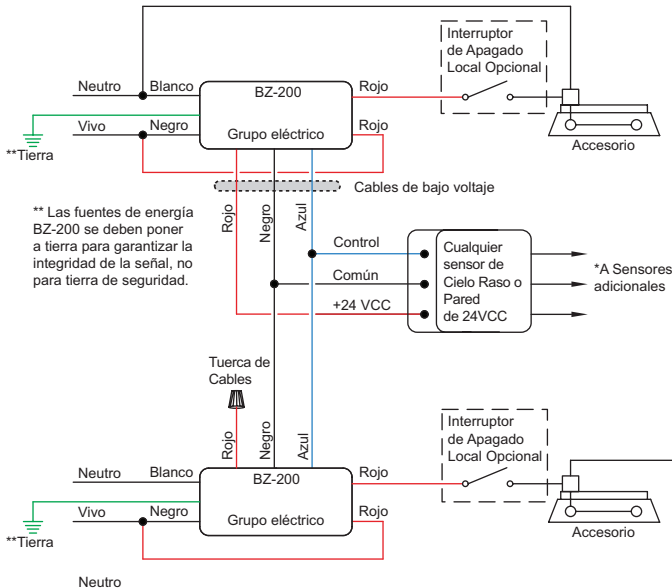 Interruptor
de Apagado
Local Opcional
Neutro
Blanco
BZ-200
Rojo
Vivo
Negro
Grupo eléctrico
Rojo
**Tierra
Accesorio
Cables de bajo voltaje
Rojo
Negro
Azul
** Las fuentes de energía
BZ-200 se deben poner
a tierra para garantizar la
integridad de la señal, no
para tierra de seguridad.
Control
Común
+24 VCC
Cualquier
sensor de
Cielo Raso o
Pared
de 24VCC
*A Sensores
adicionales
Tuerca de
Cables
Rojo
Negro
Azul
Interruptor
de Apagado
Local Opcional
Neutro
Blanco
BZ-200
Rojo
Vivo
Negro
Grupo eléctrico
Rojo
**Tierra
Accesorio
Neutro